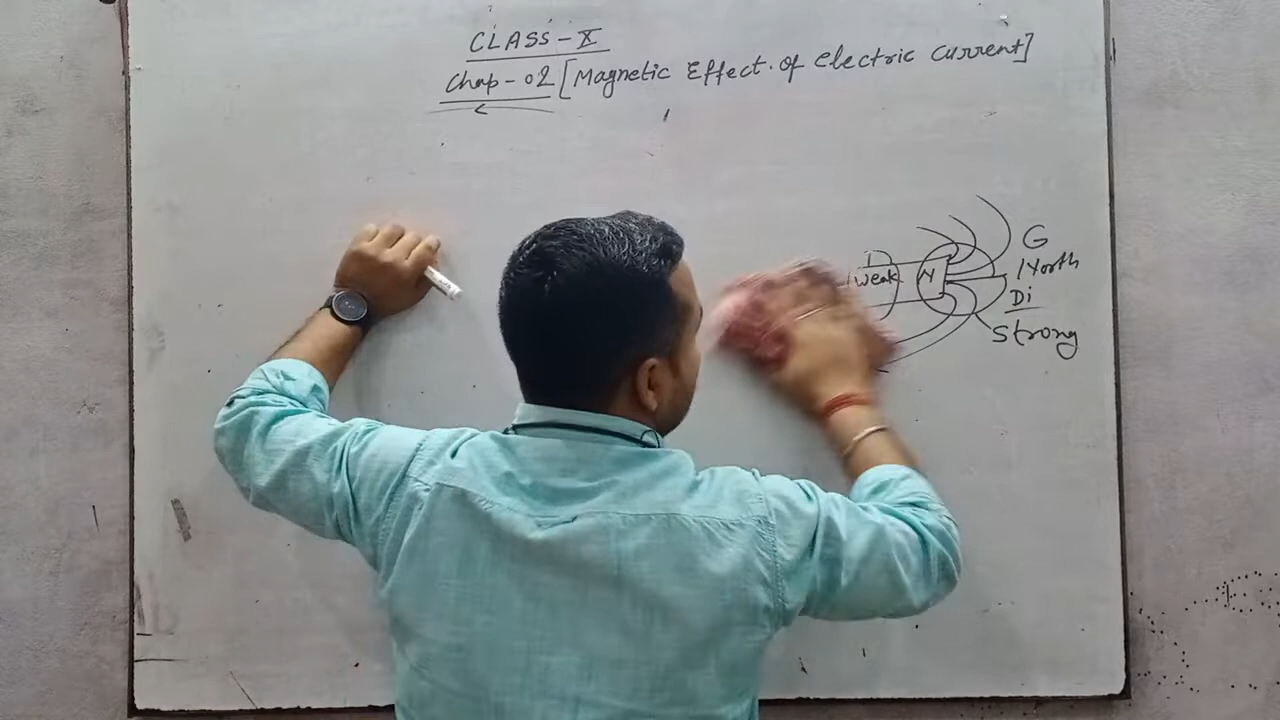 CLASS - X
Chap - 02 [Magnetic Effect of Electric Current]
G
Weak N North
Di
Strong